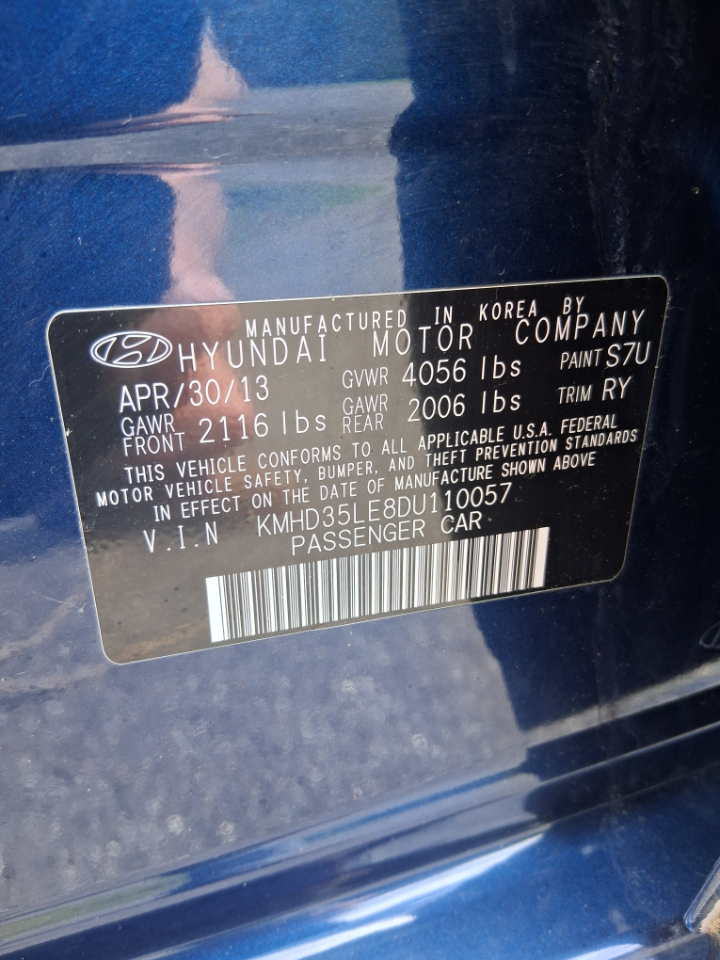 MANUFACTURED IN KOREA BY
HYUNDAI MOTOR COMPANY
APR/30/13 GVWR 4056 lbs PAINT S7U
GAWR FRONT 2116 lbs GAWR REAR 2006 lbs TRIM RY
THIS VEHICLE CONFORMS TO ALL APPLICABLE U.S.A. FEDERAL
MOTOR VEHICLE SAFETY, BUMPER, AND THEFT PREVENTION STANDARDS
IN EFFECT ON THE DATE OF MANUFACTURE SHOWN ABOVE
V.I.N KMHD35LE8DU110057
PASSENGER CAR